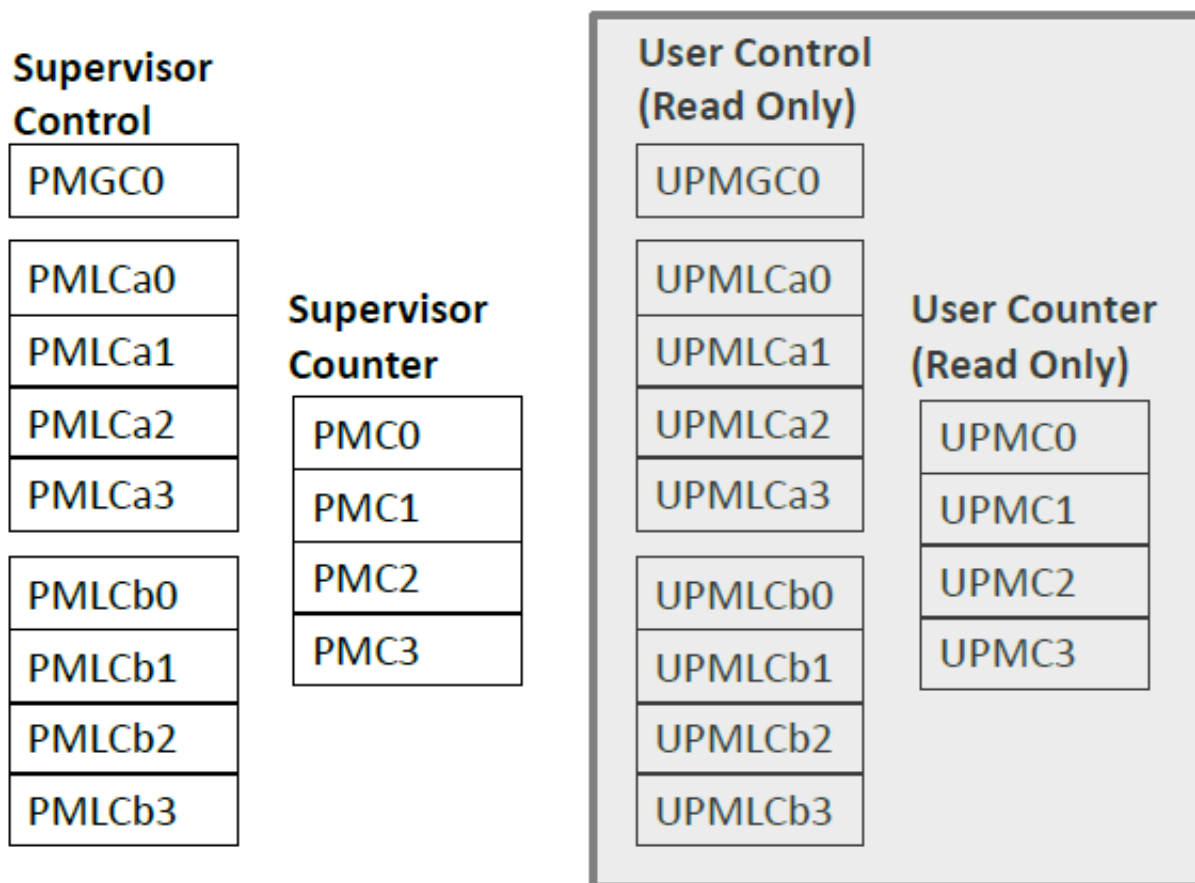 Supervisor
Control
PMGC0
PMLCa0
PMLCa1
PMLCa2
PMLCa3
PMLCb0
PMLCb1
PMLCb2
PMLCb3
Supervisor
Counter
PMC0
PMC1
PMC2
PMC3
User Control
(Read Only)
UPMGC0
UPMLCa0
UPMLCa1
UPMLCa2
UPMLCa3
UPMLCb0
UPMLCb1
UPMLCb2
UPMLCb3
User Counter
(Read Only)
UPMC0
UPMC1
UPMC2
UPMC3